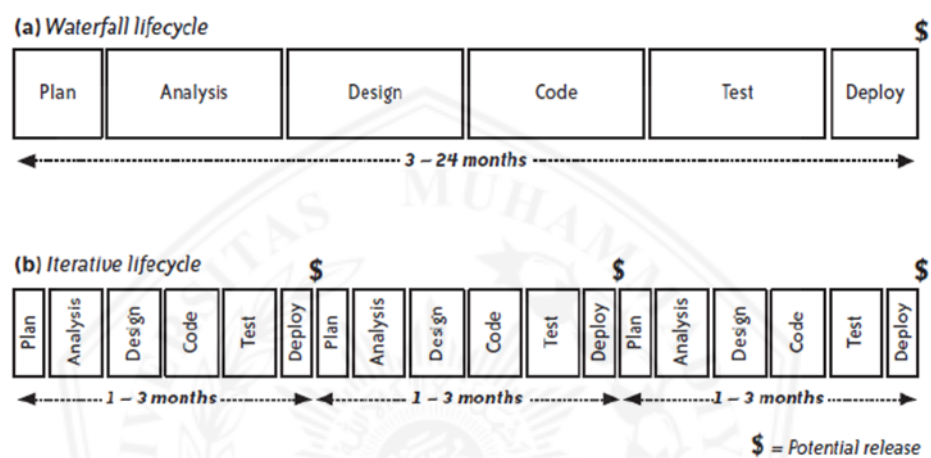 (a) Waterfall lifecycle
$
Plan Analysis Design Code Test Deploy
3 – 24 months
MUHAM
SITAS
(b) Iterative lifecycle
$ $ $
Plan Analysis Design Code Test Deploy Plan Analysis Design Code Test Deploy Plan Analysis Design Code Test Deploy
1 – 3 months 1 – 3 months 1 – 3 months
$ = Potential release